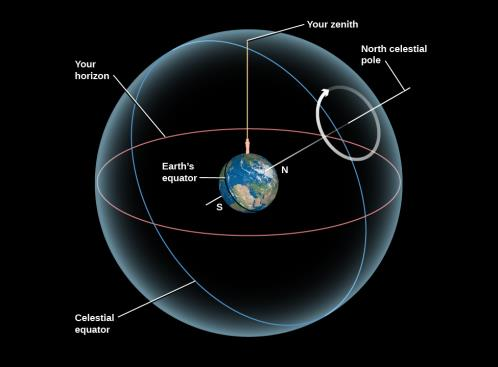 Your zenith
North celestial
pole
Your
horizon
Earth's
equator
N
S
Celestial
equator